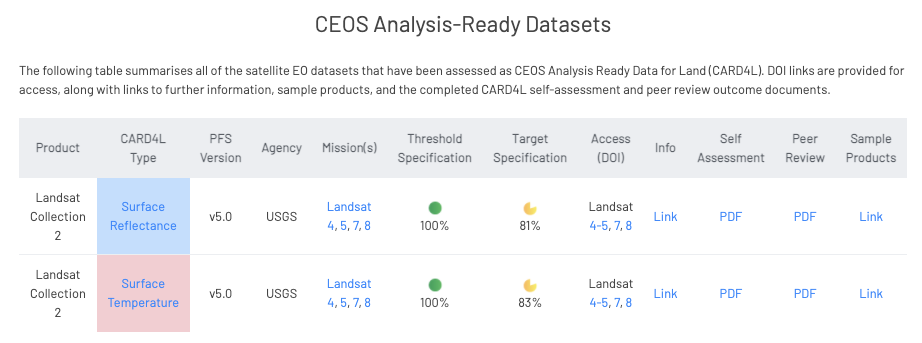 CEOS Analysis-Ready Datasets
The following table summarises all of the satellite EO datasets that have been assessed as CEOS Analysis Ready Data for Land (CARD4L). DOI links are provided for
access, along with links to further information, sample products, and the completed CARD4L self-assessment and peer review outcome documents.
Product
CARD4L
Type
PFS
Version
Agency
Mission(s)
Threshold
Specification
Target
Specification
Access
(DOI)
Info
Self
Assessment
Peer
Review
Sample
Products
Landsat
Collection
2
Surface
Reflectance
v5.0
USGS
Landsat
4, 5, 7, 8
100%
81%
Landsat
4-5, 7, 8
Link
PDF
PDF
Link
Landsat
Collection
2
Surface
Temperature
v5.0
USGS
Landsat
4, 5, 7, 8
100%
83%
Landsat
4-5, 7, 8
Link
PDF
PDF
Link